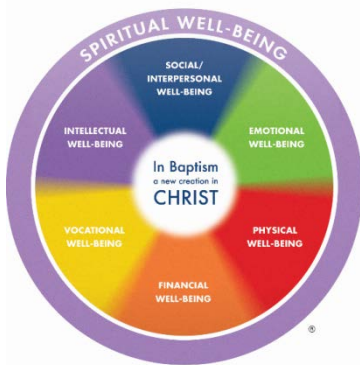 SPIRITUAL WELL-BEING
SOCIAL/
INTERPERSONAL
WELL-BEING
EMOTIONAL
WELL-BEING
PHYSICAL
WELL-BEING
FINANCIAL
WELL-BEING
VOCATIONAL
WELL-BEING
INTELLECTUAL
WELL-BEING
In Baptism
a new creation in
CHRIST
®